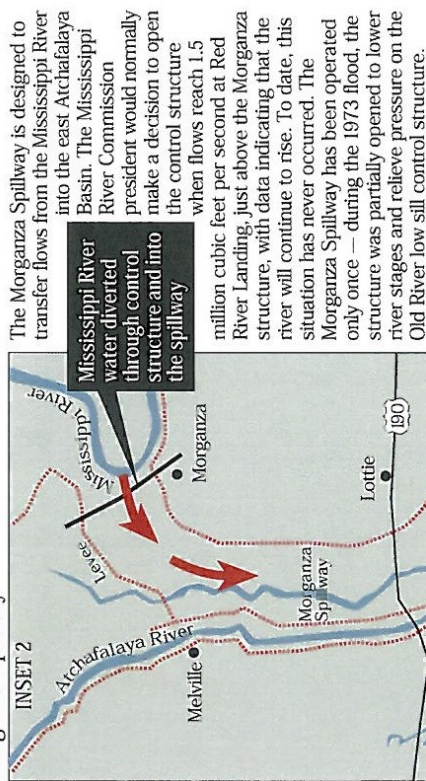 The Morganza Spillway is designed to
transfer flows from the Mississippi River
into the east Atchafalaya
Basin. The Mississippi
River Commission
president would normally
make a decision to open
the control structure
when flows reach 1.5
million cubic feet per second at Red
River Landing, just above the Morganza
structure, with data indicating that the
river will continue to rise. To date, this
situation has never occurred. The
Morganza Spillway has been operated
only once — during the 1973 flood, the
structure was partially opened to lower
river stages and relieve pressure on the
Old River low sill control structure.
Mississippi River
water diverted
through control
structure and into
the spillway
INSET 2
Mississippi River
Levee
Morganza
Atchafalaya River
Melville
Morganza
Spillway
Lottie
190